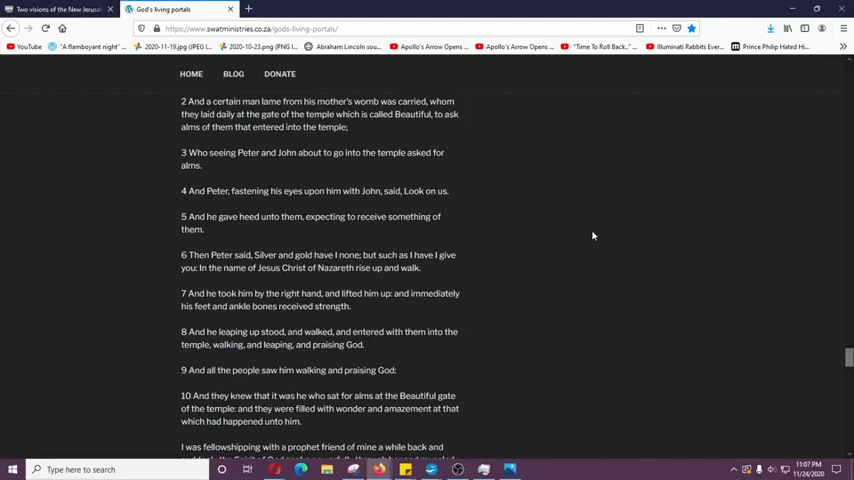 Two visions of the New Jerusal
God's living portals
https://www.swatministries.co.za/gods-living-portals/
YouTube
"A flamboyant night" ...
2020-11-19.jpg (JPEG I...
2020-10-23.png (PNG I...
Abraham Lincoln sou...
Apollo's Arrow Opens ...
Apollo's Arrow Opens ...
"Time To Roll Back..."
Illuminati Rabbits Ever...
Prince Philip Hated Hi...
HOME BLOG DONATE
2 And a certain man lame from his mother's womb was carried, whom
they laid daily at the gate of the temple which is called Beautiful, to ask
alms of them that entered into the temple;
3 Who seeing Peter and John about to go into the temple asked for
alms.
4 And Peter, fastening his eyes upon him with John, said, Look on us.
5 And he gave heed unto them, expecting to receive something of
them.
6 Then Peter said, Silver and gold have I none; but such as I have I give
you: In the name of Jesus Christ of Nazareth rise up and walk.
7 And he took him by the right hand, and lifted him up: and immediately
his feet and ankle bones received strength.
8 And he leaping up stood, and walked, and entered with them into the
temple, walking, and leaping, and praising God.
9 And all the people saw him walking and praising God:
10 And they knew that it was he who sat for alms at the Beautiful gate
of the temple: and they were filled with wonder and amazement at that
which had happened unto him.
I was fellowshipping with a prophet friend of mine a while back and
Type here to search
11:07 PM
11/24/2020